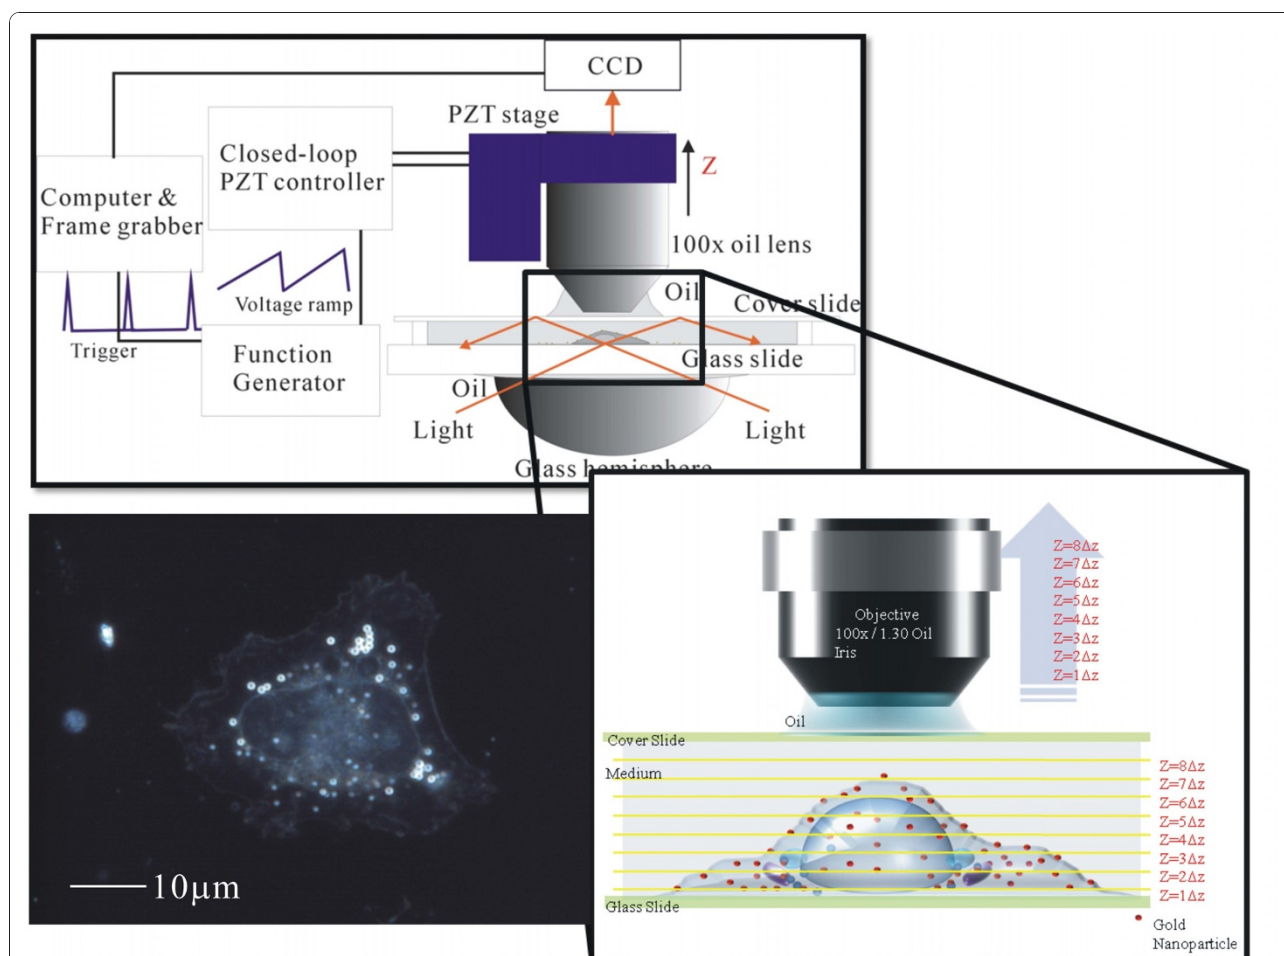 CCD
PZT stage
Closed-loop
PZT controller
Z
Computer &
Frame grabber
100x oil lens
Voltage ramp
Oil
Cover slide
Trigger
Function
Generator
Glass slide
Oil
Light
Light
Glass hemisphere
10μm
Z=8Δz
Z=7Δz
Z=6Δz
Z=5Δz
Z=4Δz
Z=3Δz
Z=2Δz
Z=1Δz
Objective
100x / 1.30 Oil
Iris
Oil
Cover Slide
Medium
Z=8Δz
Z=7Δz
Z=6Δz
Z=5Δz
Z=4Δz
Z=3Δz
Z=2Δz
Z=1Δz
Glass Slide
Gold
Nanoparticle